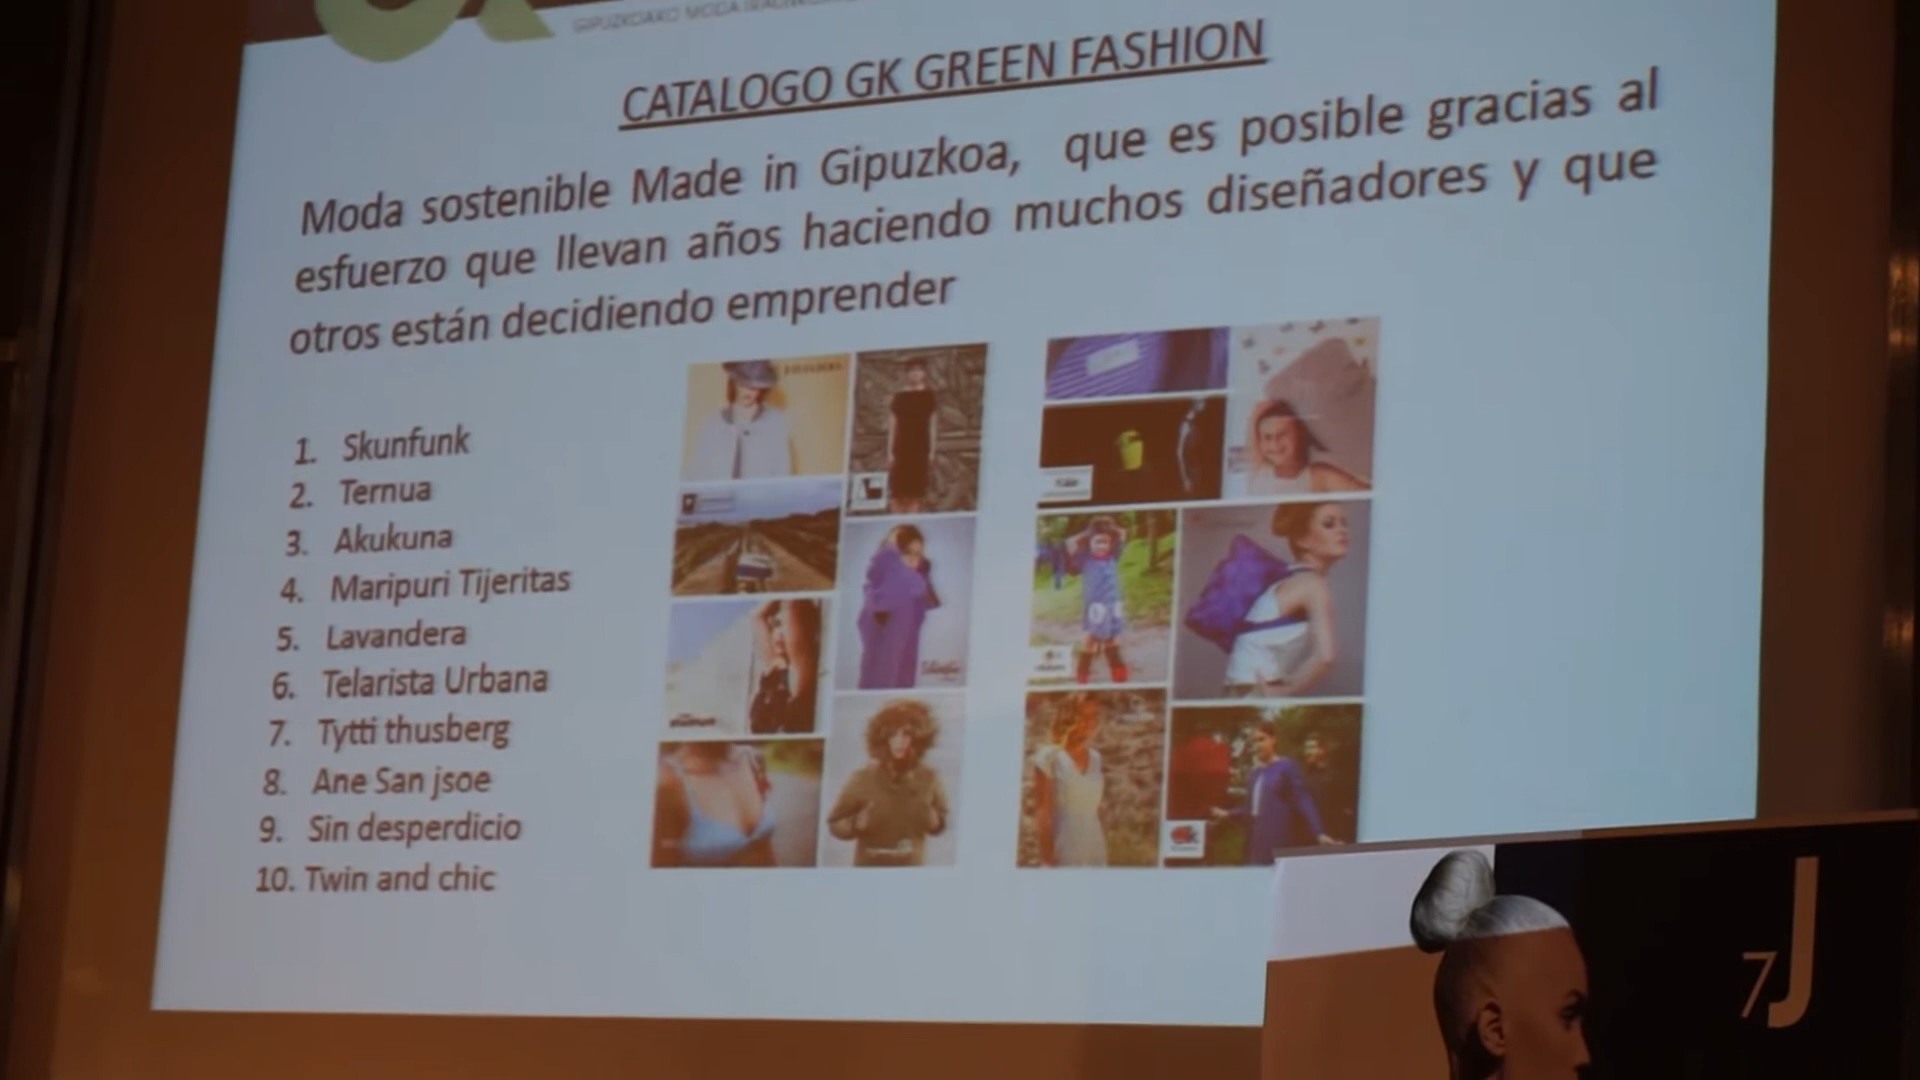 GIPUZKOAKO MODA
CATALOGO GK GREEN FASHION
Moda sostenible Made in Gipuzkoa, que es posible gracias al
esfuerzo que llevan años haciendo muchos diseñadores y que
otros están decidiendo emprender
1. Skunfunk
2. Ternua
3. Akukuna
4. Maripuri Tijeritas
5. Lavandera
6. Telarista Urbana
7. Tytti thusberg
8. Ane San jsoe
9. Sin desperdicio
10. Twin and chic
7J